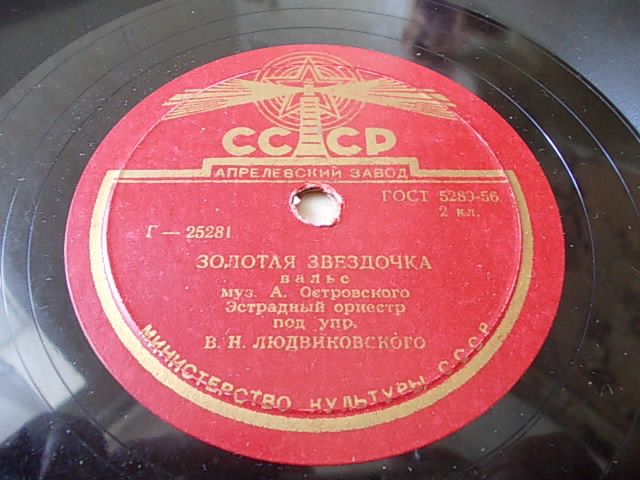 СССР
АПРЕЛЕВСКИЙ ЗАВОД
ГОСТ 5289-56
2 кл.
Г — 25281
ЗОЛОТАЯ ЗВЕЗДОЧКА
вальс
муз. А. Островского
Эстрадный оркестр
под упр.
В. Н. ЛЮДВИКОВСКОГО
МИНИСТЕРСТВО КУЛЬТУРЫ СССР